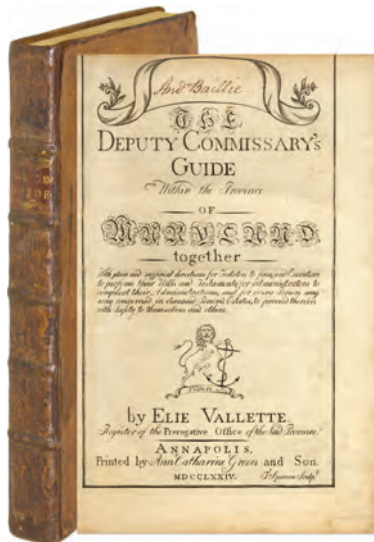 And.w Baillie
THE
DEPUTY COMMISSARY's
GUIDE
Within the Province
OF
MARYLAND,
together
With plain and sufficient directions for Testators to form, and Executors
to perform their Wills and Testaments; for Administrators to
compleat their Administrations, and for every Person any
way concerned in deceased Person's Estates, to proceed therein
with Safety to themselves and others.
by ELIE VALLETTE,
Register of the Prerogative Office of the said Province.
ANNAPOLIS,
Printed by Ann Catharine Green and Son.
MDCCLXXIV.
T. Sparrow Sculp.t